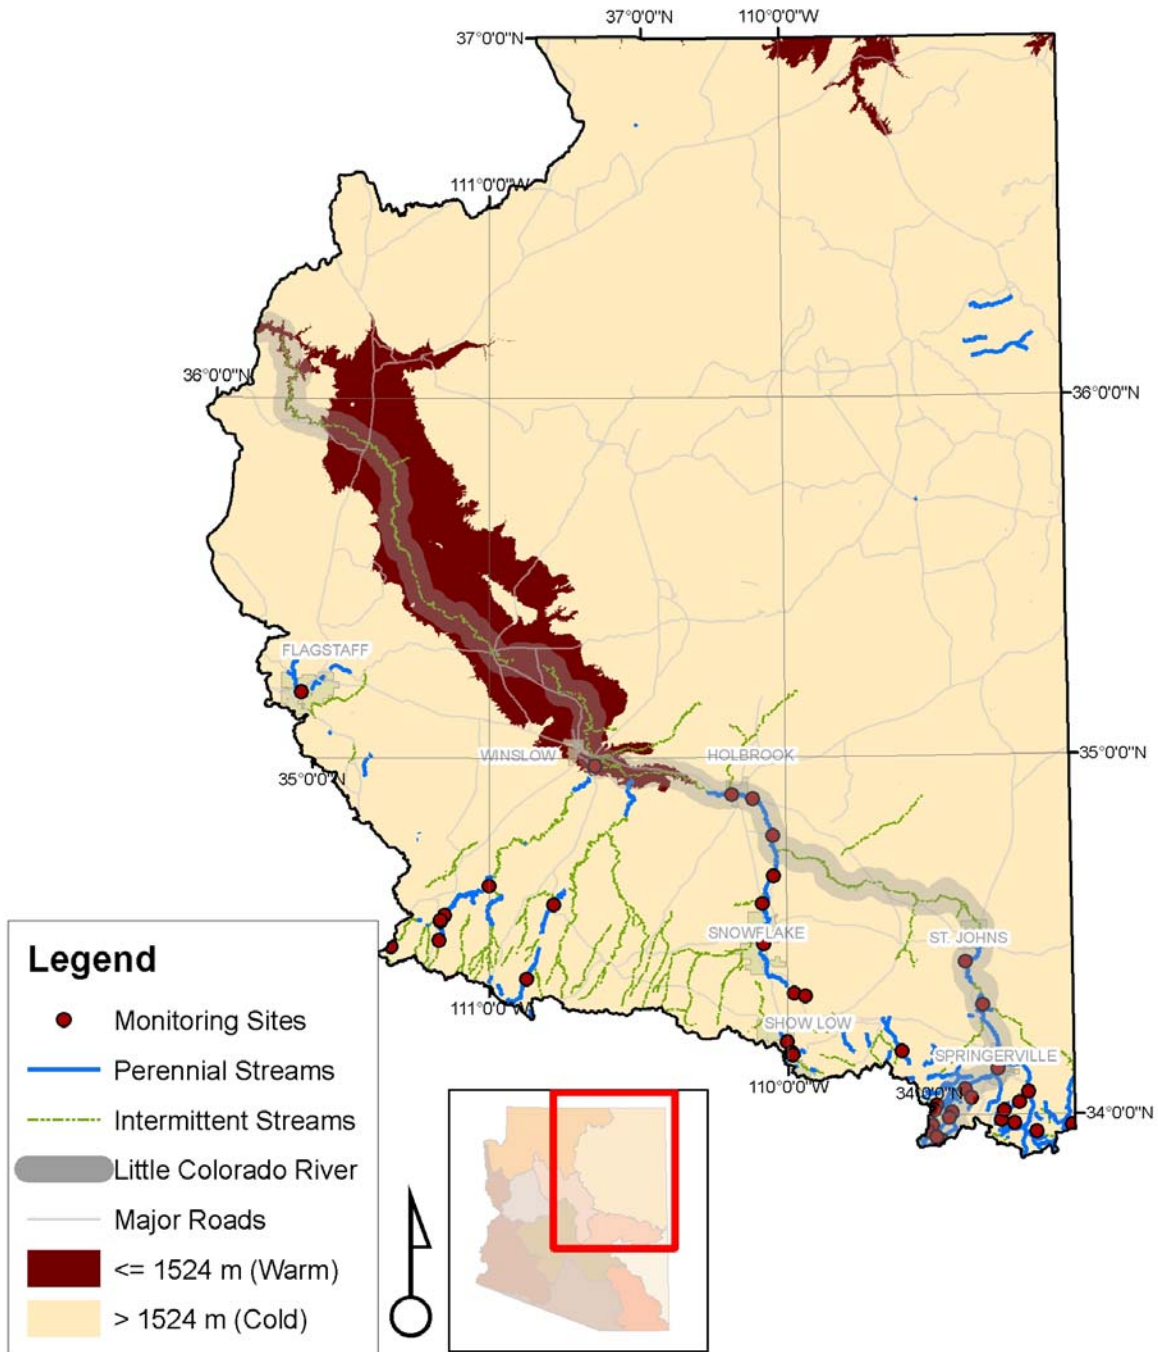 37°0'0"N
110°0'0"W
37°0'0"N
111°0'0"W
36°0'0"N
36°0'0"N
FLAGSTAFF
WINSLOW
HOLBROOK
35°0'0"N
35°0'0"N
SNOWFLAKE
ST. JOHNS
111°0'0"W
SHOW LOW
SPRINGERVILLE
110°0'0"W
34°0'0"N
34°0'0"N
Legend
Monitoring Sites
Perennial Streams
Intermittent Streams
Little Colorado River
Major Roads
<= 1524 m (Warm)
> 1524 m (Cold)